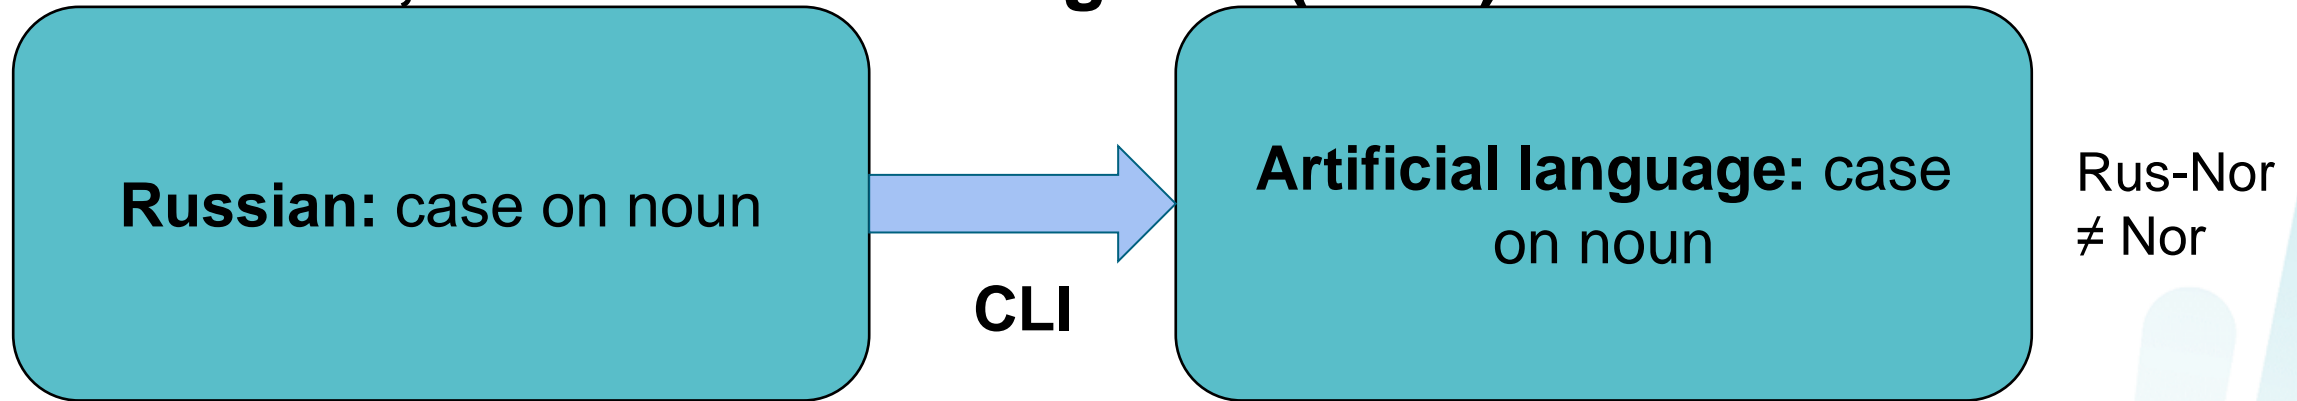 Russian: case on noun
Artificial language: case
on noun
CLI
Rus-Nor
≠ Nor